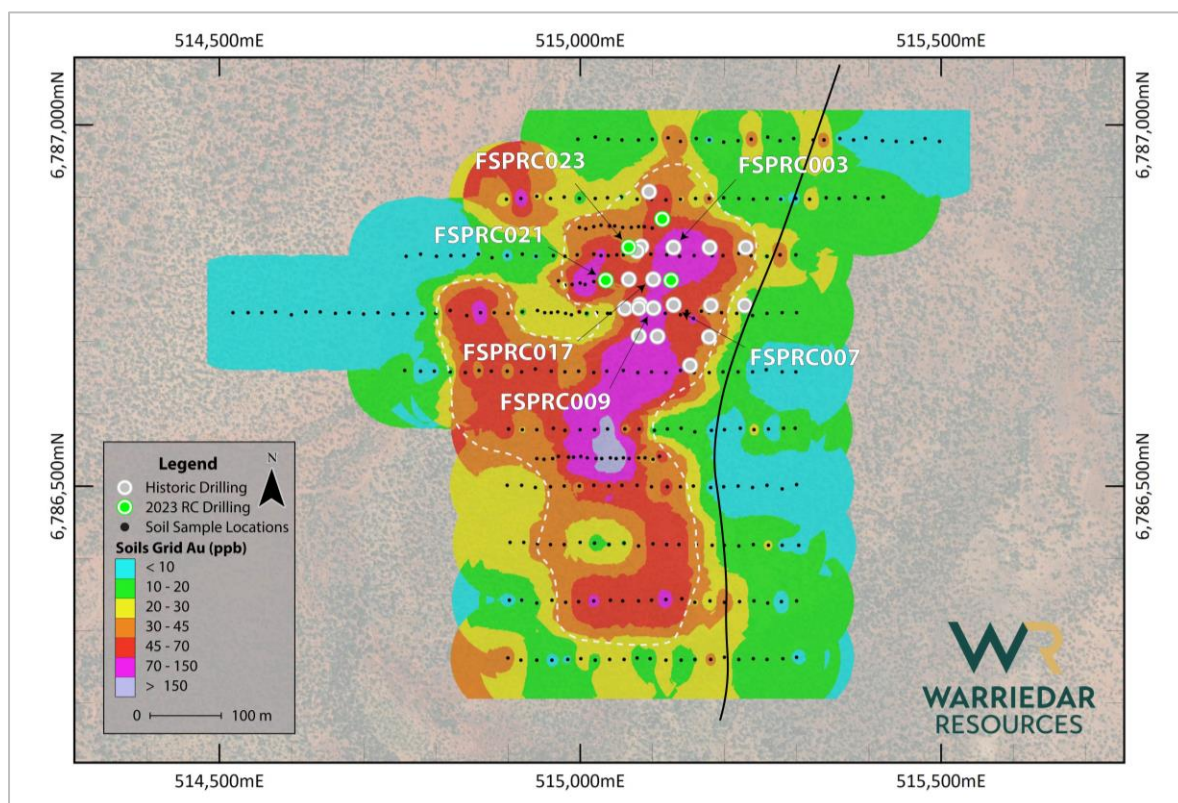 514,500mE 515,000mE 515,500mE
6,787,000mN 6,787,000mN
FSPRC023 FSPRC003
FSPRC021
FSPRC017 FSPRC007
FSPRC009
6,786,500mN 6,786,500mN
Legend
N
Historic Drilling
2023 RC Drilling
Soil Sample Locations
Soils Grid Au (ppb)
< 10
10 - 20
20 - 30
30 - 45
45 - 70
70 - 150
> 150
0 100 m
WR
WARRIEDAR
RESOURCES
514,500mE 515,000mE 515,500mE